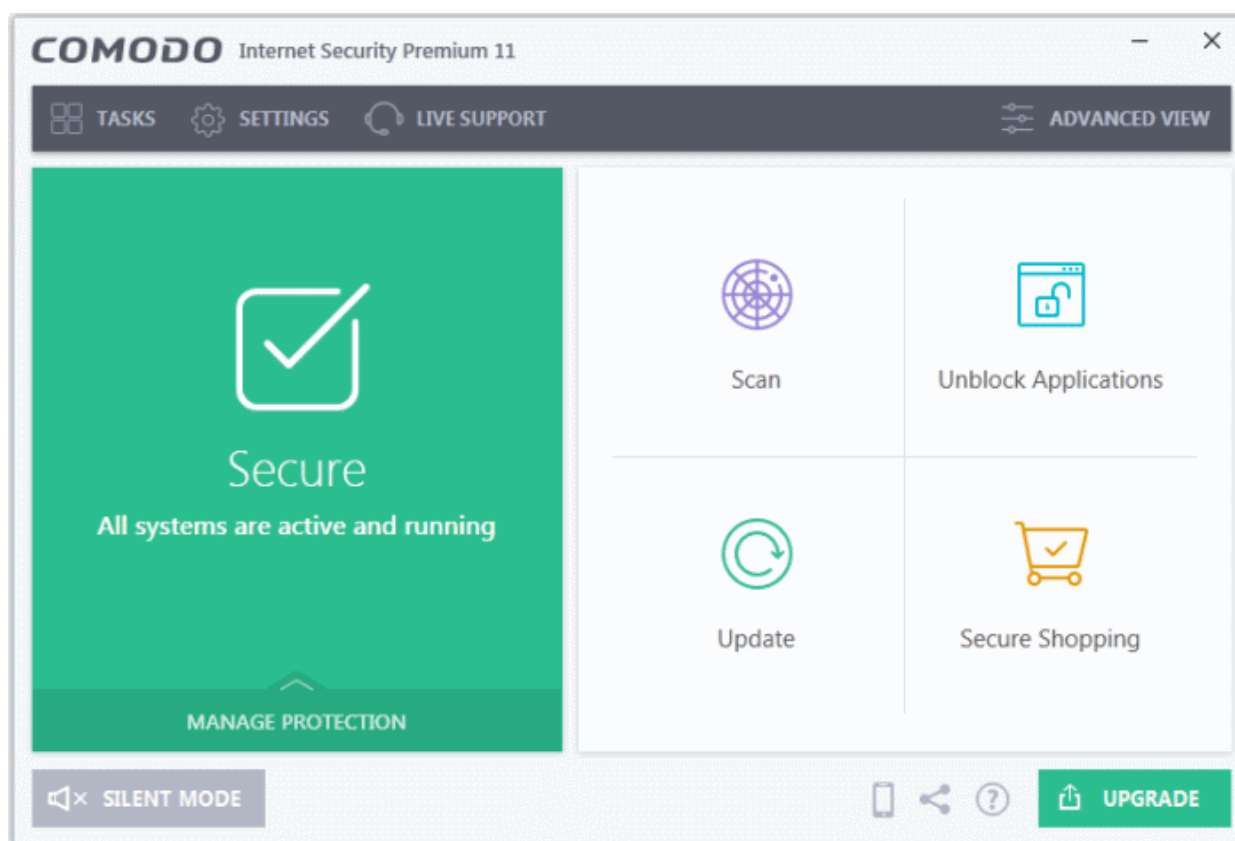 COMODO Internet Security Premium 11
TASKS SETTINGS LIVE SUPPORT ADVANCED VIEW
Secure
All systems are active and running
MANAGE PROTECTION
Scan
Unblock Applications
Update
Secure Shopping
SILENT MODE
UPGRADE